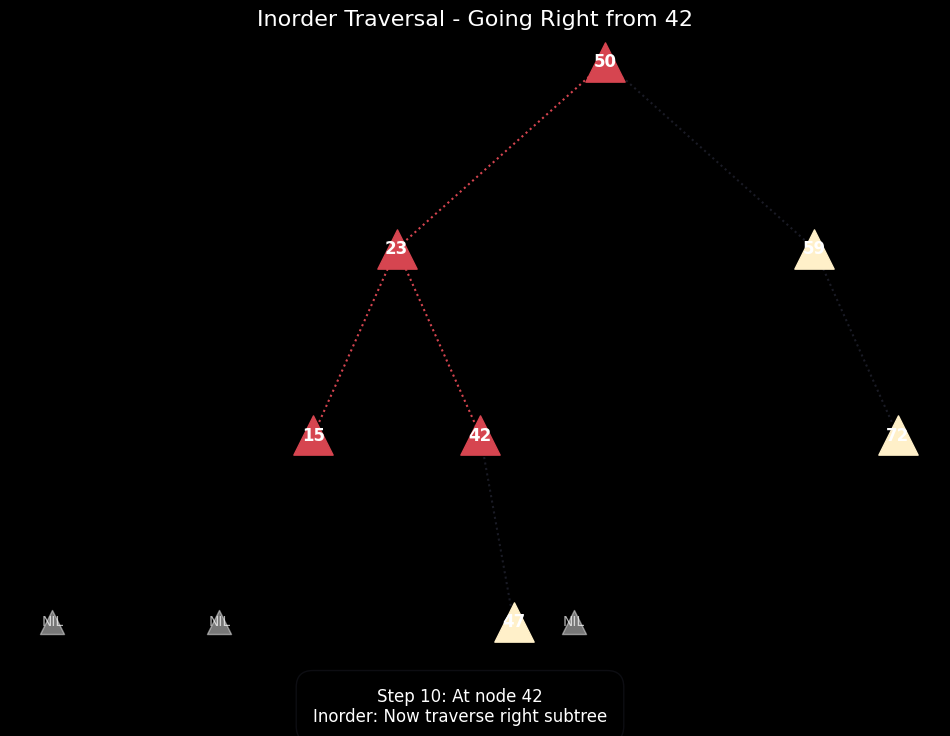 Inorder Traversal - Going Right from 42
50
23
59
15
42
72
NIL
NIL
47
NIL
Step 10: At node 42
Inorder: Now traverse right subtree